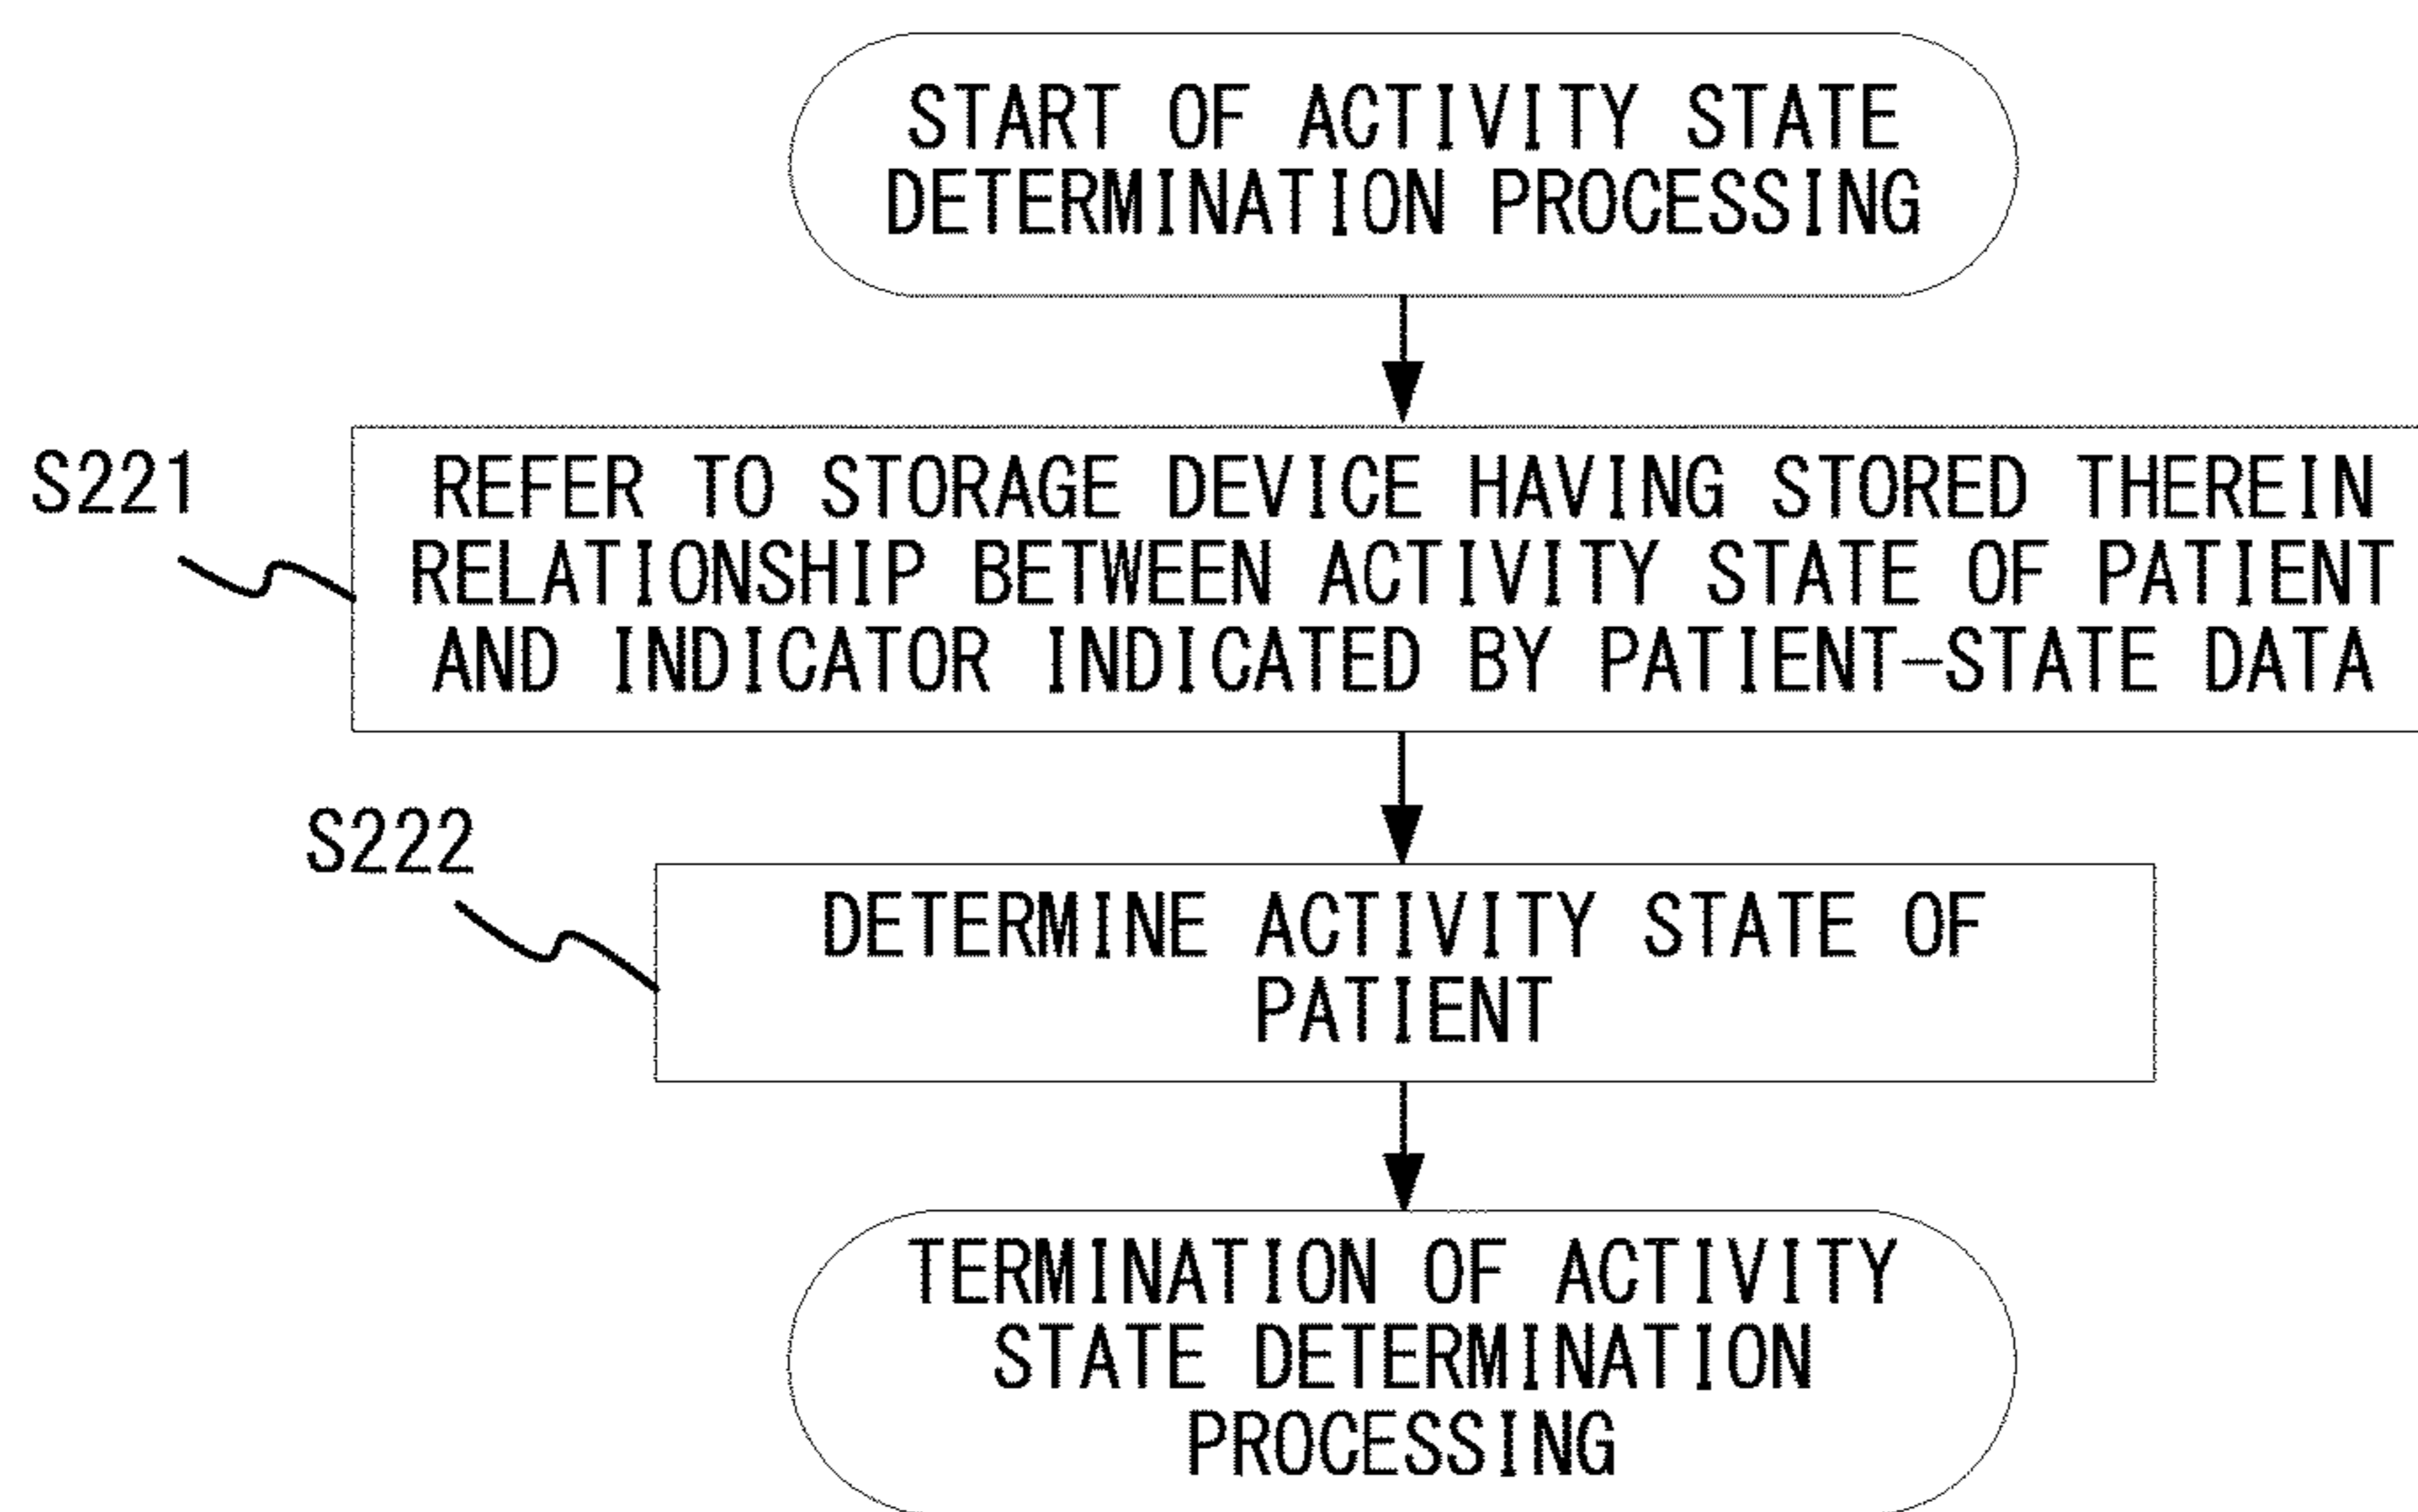 START OF ACTIVITY STATE
DETERMINATION PROCESSING
S221
REFER TO STORAGE DEVICE HAVING STORED THEREIN
RELATIONSHIP BETWEEN ACTIVITY STATE OF PATIENT
AND INDICATOR INDICATED BY PATIENT-STATE DATA
S222
DETERMINE ACTIVITY STATE OF
PATIENT
TERMINATION OF ACTIVITY
STATE DETERMINATION
PROCESSING